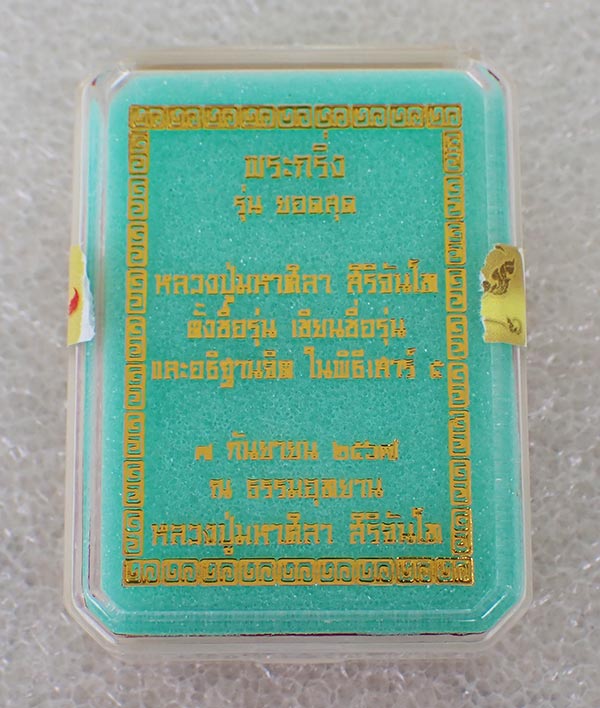 พระกริ่ง
รุ่น ยอดสุด
หลวงปู่มหาศิลา สิริจันโท
ตั้งชื่อรุ่น เขียนชื่อรุ่น
และอธิฐานจิต ในพิธีเสาร์ ๕
๗ กันยายน ๒๕๖๗
ณ ธรรมอุทยาน
หลวงปู่มหาศิลา สิริจันโท